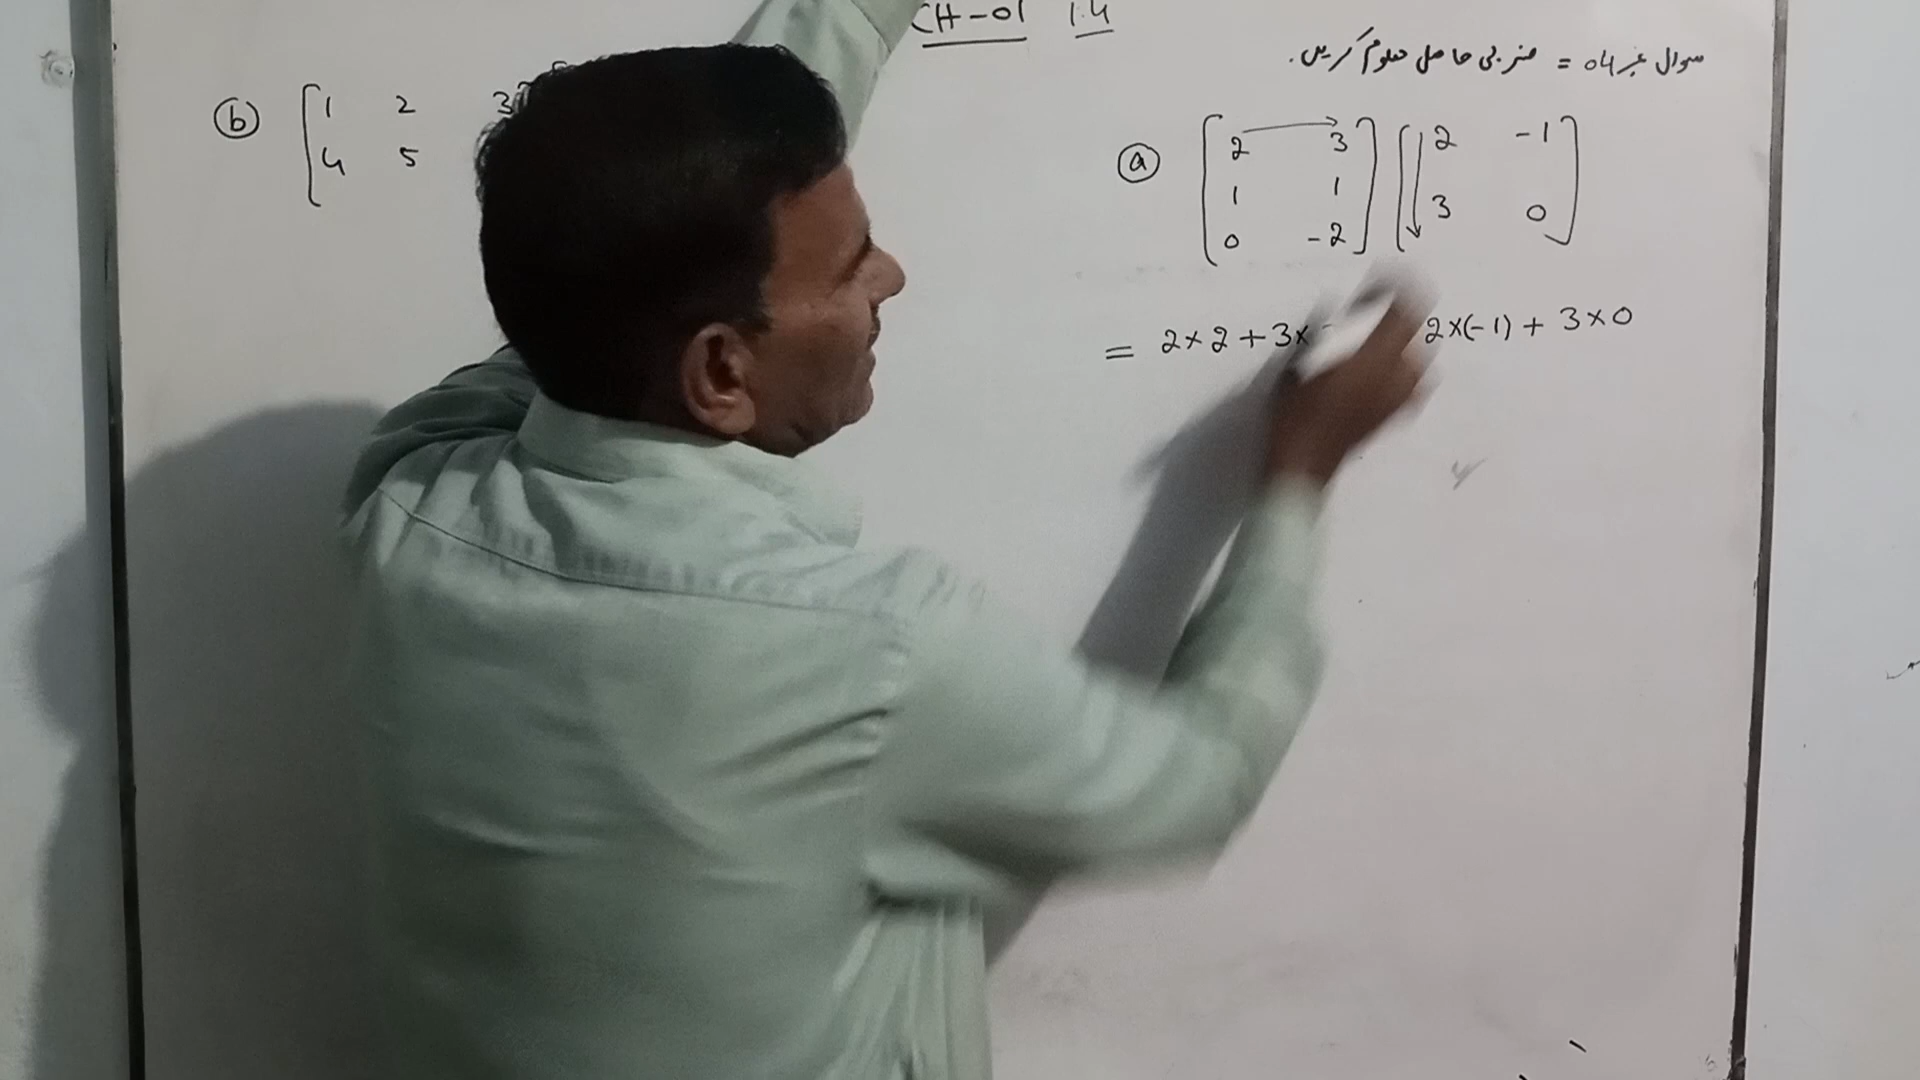 CH-01 1.4
سوال نمبر 04 = ضربی حاصل معلوم کریں.
(a) [2 3] [2 -1]
1 1
3 0
0 -2
= 2×2+3× 2×(-1)+3×0
(b) [1 2 3
4 5